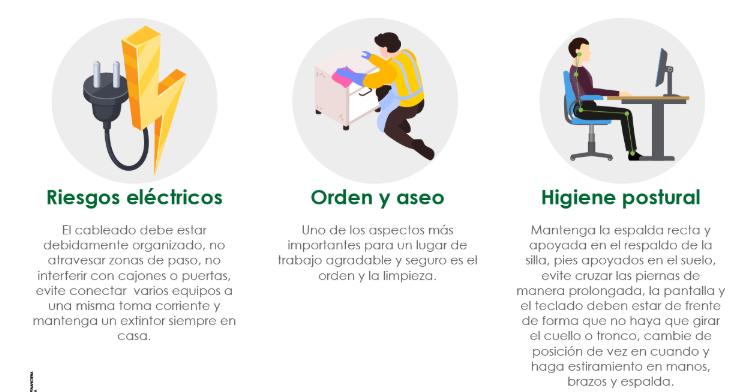 Riesgos eléctricos
El cableado debe estar
debidamente organizado, no
atravesar zonas de paso, no
interferir con cajones o puertas,
evite conectar varios equipos a
una misma toma corriente y
mantenga un extintor siempre en
casa.
Orden y aseo
Uno de los aspectos más
importantes para un lugar de
trabajo agradable y seguro es el
orden y la limpieza.
Higiene postural
Mantenga la espalda recta y
apoyada en el respaldo de la
silla, pies apoyados en el suelo,
evite cruzar las piernas de
manera prolongada, la pantalla y
el teclado deben estar de frente
de forma que no haya que girar
el cuello o tronco, cambie de
posición de vez en cuando y
haga estiramiento en manos,
brazos y espalda.